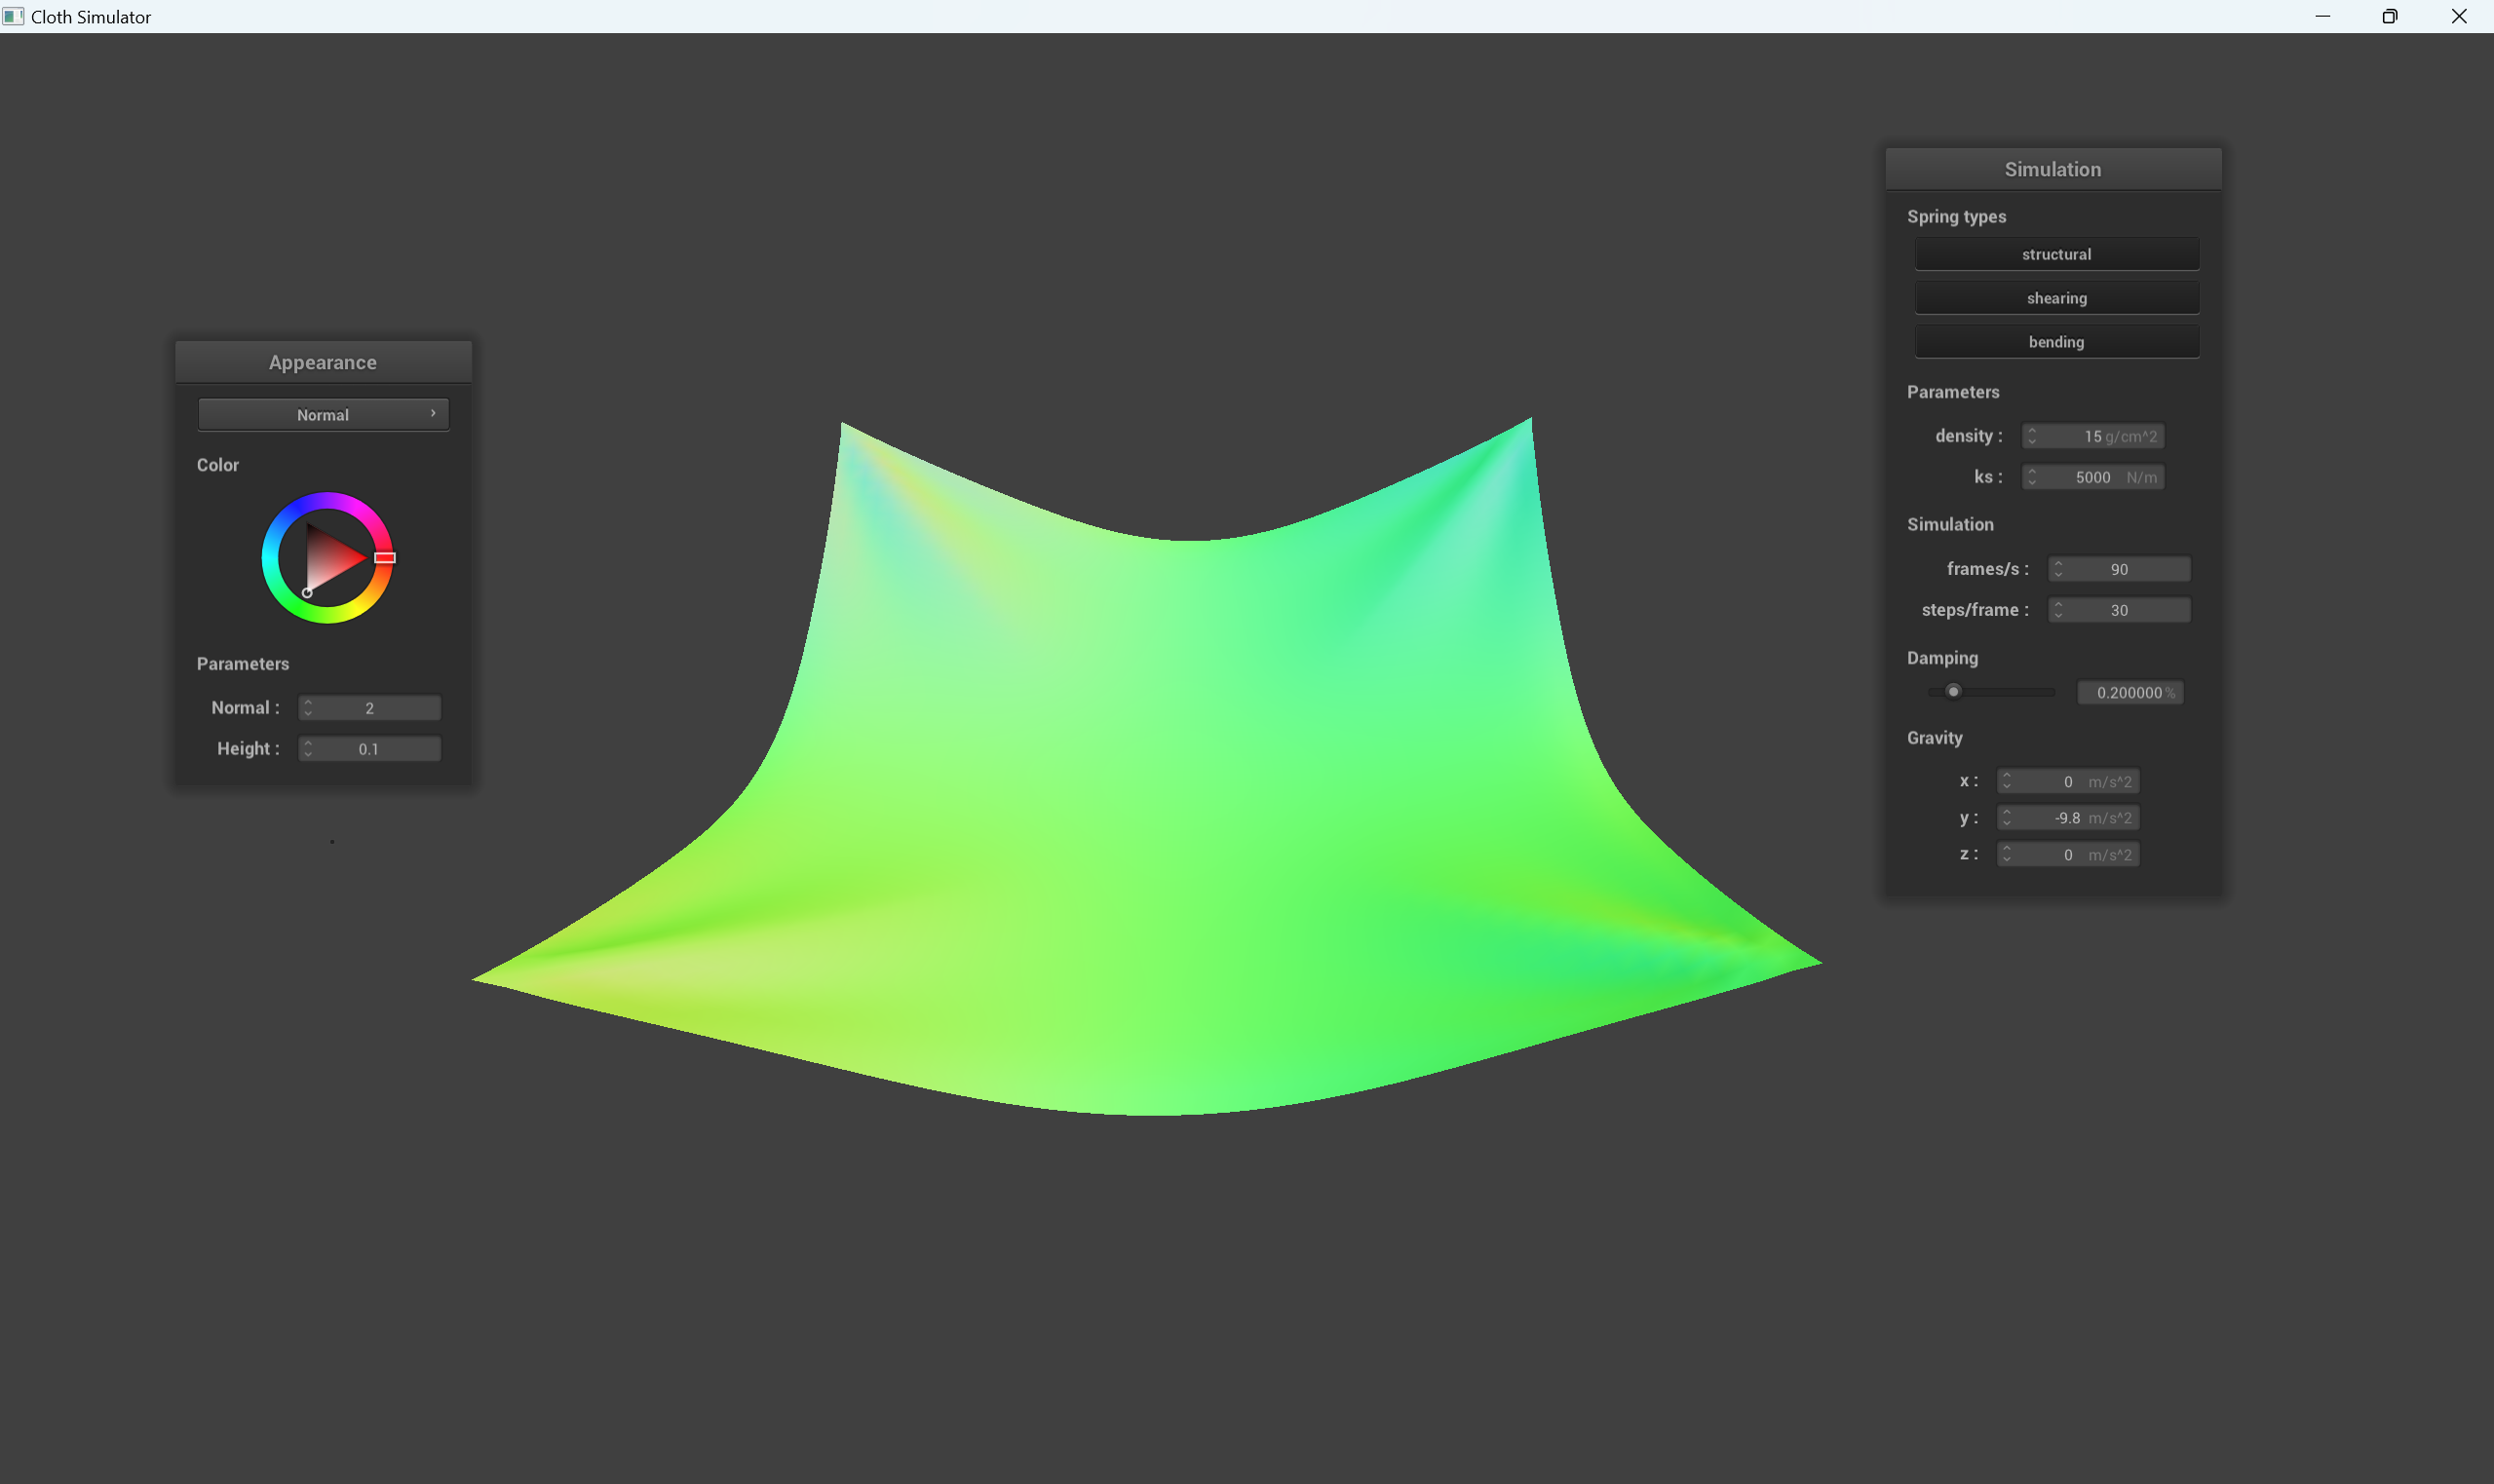 Cloth Simulator
Appearance
Normal
Color
Parameters
Normal : 2
Height : 0.1
Simulation
Spring types
structural
shearing
bending
Parameters
density : 15 g/cm^2
ks : 5000 N/m
Simulation
frames/s : 90
steps/frame : 30
Damping
0.200000 %
Gravity
x : 0 m/s^2
y : -9.8 m/s^2
z : 0 m/s^2